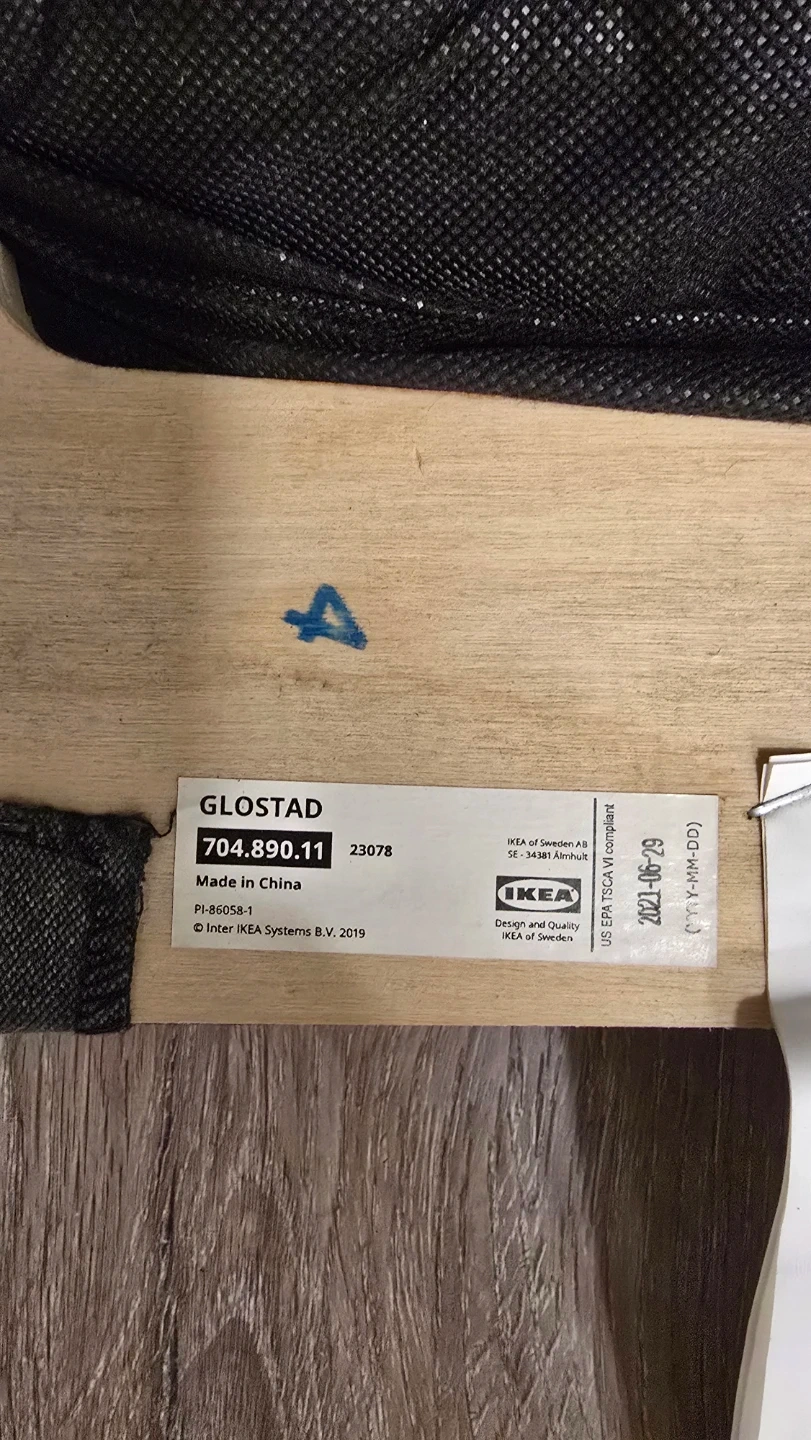 4
GLOSTAD
704.890.11 23078
Made in China
PI-86058-1
© Inter IKEA Systems B.V. 2019
IKEA of Sweden AB
SE - 34381 Älmhult
IKEA
Design and Quality
IKEA of Sweden
US EPA TSCA VI compliant
2021-06-29
(YYYY-MM-DD)